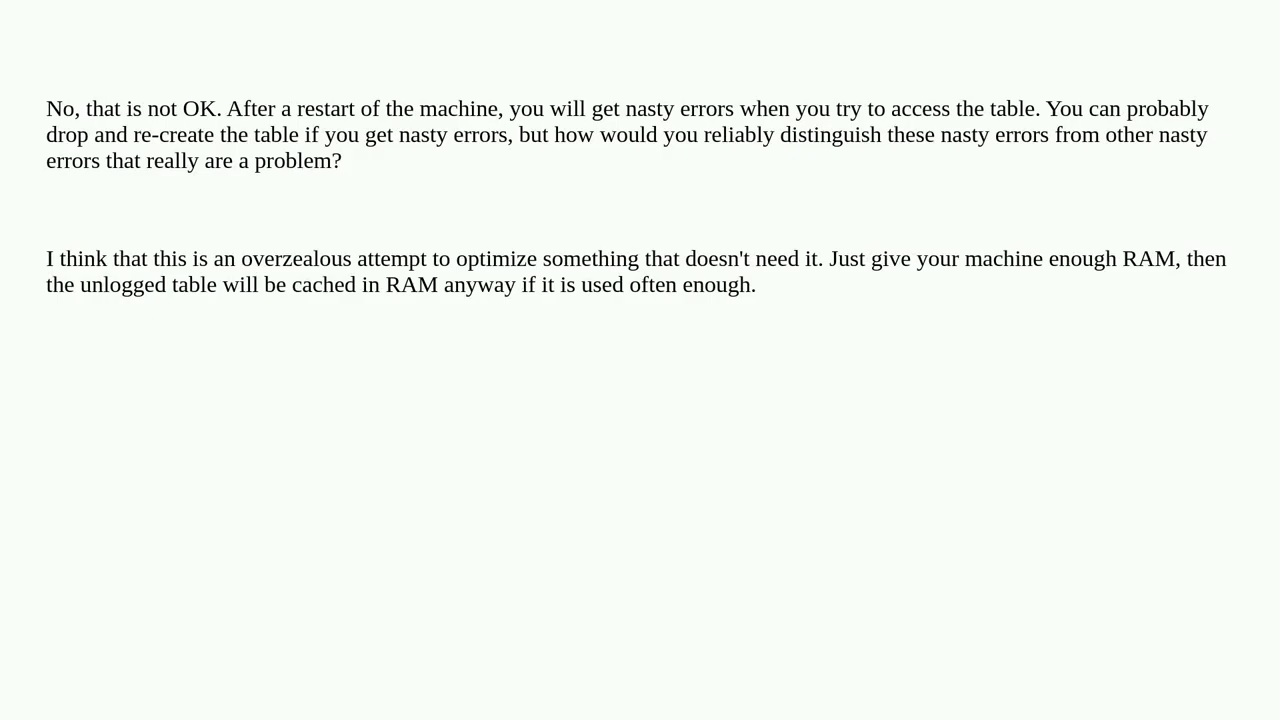 No, that is not OK. After a restart of the machine, you will get nasty errors when you try to access the table. You can probably
drop and re-create the table if you get nasty errors, but how would you reliably distinguish these nasty errors from other nasty
errors that really are a problem?
I think that this is an overzealous attempt to optimize something that doesn't need it. Just give your machine enough RAM, then
the unlogged table will be cached in RAM anyway if it is used often enough.